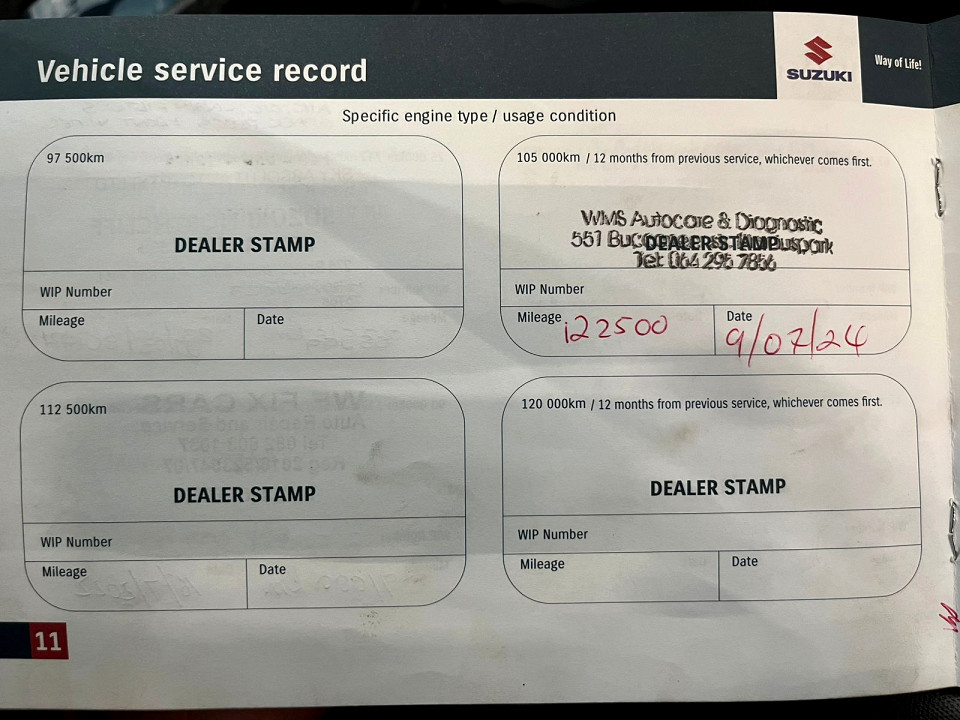 Vehicle service record
SUZUKI
Way of Life!
Specific engine type / usage condition
97 500km
DEALER STAMP
WIP Number
Mileage
Date
105 000km / 12 months from previous service, whichever comes first.
WMS Autocare & Diagnostic
551 DEALER STAMP
Tel: 064 295 7856
WIP Number
Mileage 122500
Date 9/07/24
112 500km
DEALER STAMP
WIP Number
Mileage
Date
120 000km / 12 months from previous service, whichever comes first.
DEALER STAMP
WIP Number
Mileage
Date
11